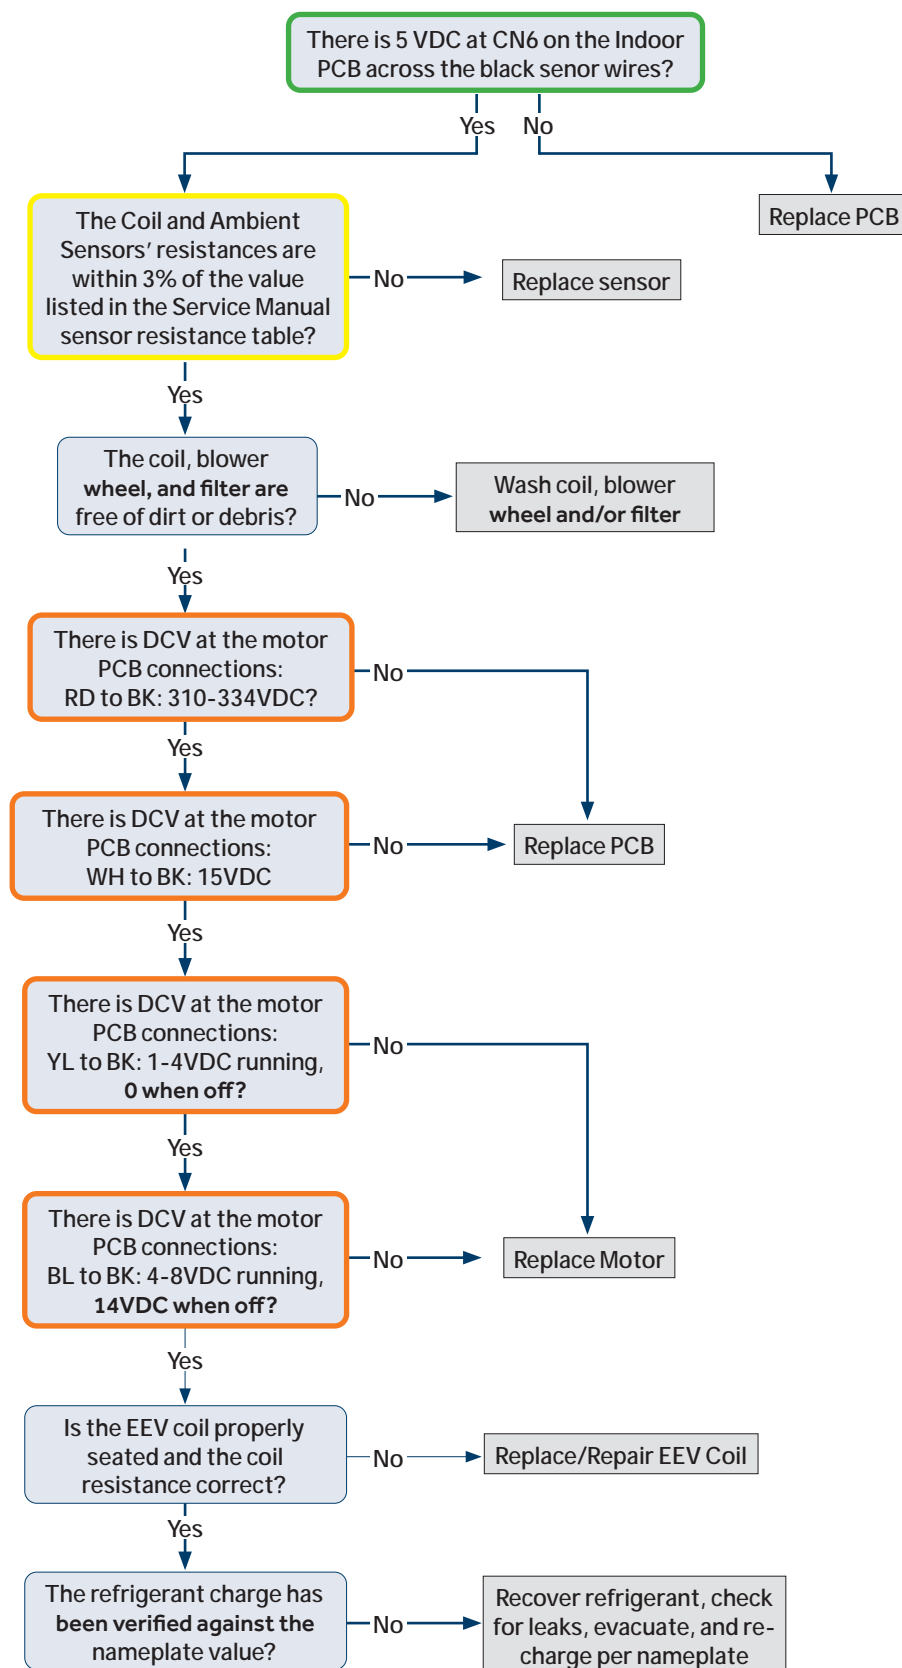 There is 5 VDC at CN6 on the Indoor
PCB across the black senor wires?
Yes
No
Replace PCB
The Coil and Ambient
Sensors’ resistances are
within 3% of the value
listed in the Service Manual
sensor resistance table?
No
Replace sensor
Yes
The coil, blower
wheel, and filter are
free of dirt or debris?
No
Wash coil, blower
wheel and/or filter
Yes
There is DCV at the motor
PCB connections:
RD to BK: 310-334VDC?
No
Yes
There is DCV at the motor
PCB connections:
WH to BK: 15VDC
No
Replace PCB
Yes
There is DCV at the motor
PCB connections:
YL to BK: 1-4VDC running,
0 when off?
No
Yes
There is DCV at the motor
PCB connections:
BL to BK: 4-8VDC running,
14VDC when off?
No
Replace Motor
Yes
Is the EEV coil properly
seated and the coil
resistance correct?
No
Replace/Repair EEV Coil
Yes
The refrigerant charge has
been verified against the
nameplate value?
No
Recover refrigerant, check
for leaks, evacuate, and re-
charge per nameplate